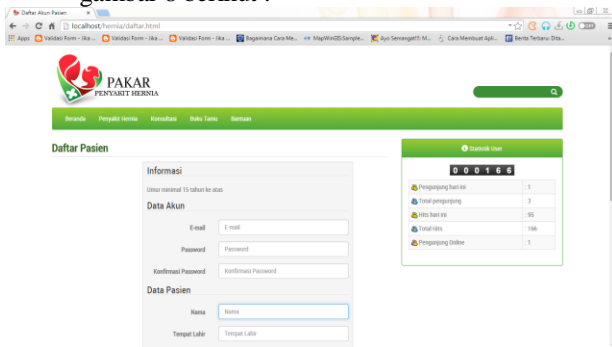 gambar 8 berikut :
Daftar Akun Pasien
localhost/hernia/daftar.html
Apps Validasi Form - Jika ... Validasi Form - Jika ... Validasi Form - Jika ... Bagaimana Cara Me... MapWinGISSample... Ayo Semangat!!: M... Cara Membuat Apli... Berita Terbaru: Dita...
PAKAR
PENYAKIT HERNIA
Beranda Penyakit Hernia Konsultasi Buku Tamu Bantuan
Daftar Pasien
Statistik User
Informasi
Umur minimal 15 tahun ke atas
Data Akun
E-mail E-mail
Password Password
Konfirmasi Password Konfirmasi Password
Data Pasien
Nama Nama
Tempat Lahir Tempat Lahir
0 0 0 1 6 6
Pengunjung hari ini : 1
Total pengunjung : 3
Hits hari ini : 95
Total Hits : 166
Pengunjung Online : 1